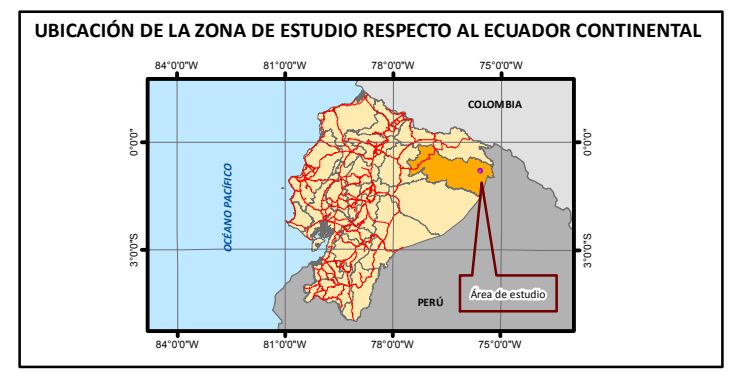 UBICACIÓN DE LA ZONA DE ESTUDIO RESPECTO AL ECUADOR CONTINENTAL
84°0'0"W 81°0'0"W 78°0'0"W 75°0'0"W
COLOMBIA
0°0'0" 0°0'0"
OCÉANO PACÍFICO
3°0'0"S 3°0'0"S
Área de estudio
PERÚ
84°0'0"W 81°0'0"W 78°0'0"W 75°0'0"W